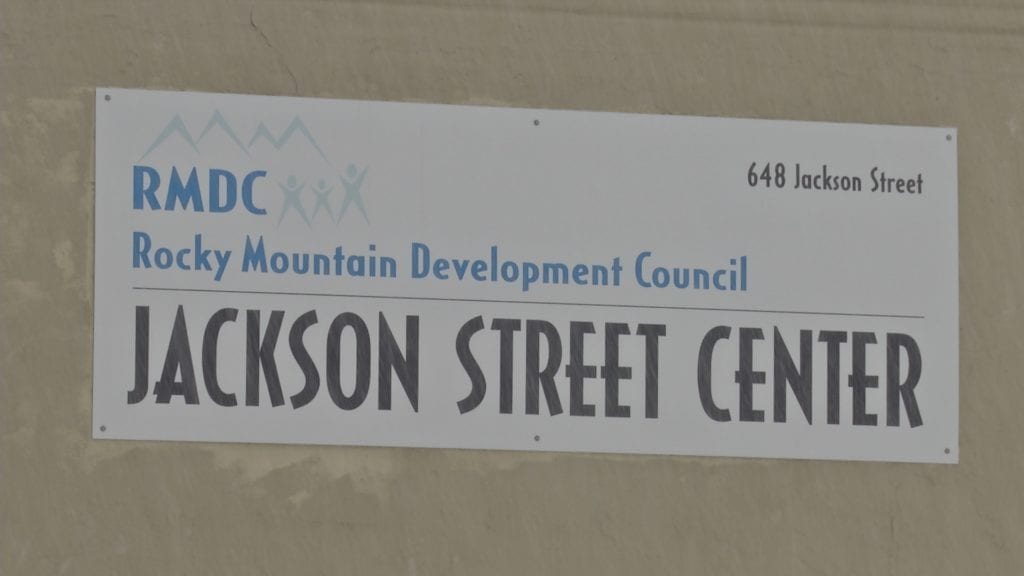 RMDC
648 Jackson Street
Rocky Mountain Development Council
JACKSON STREET CENTER